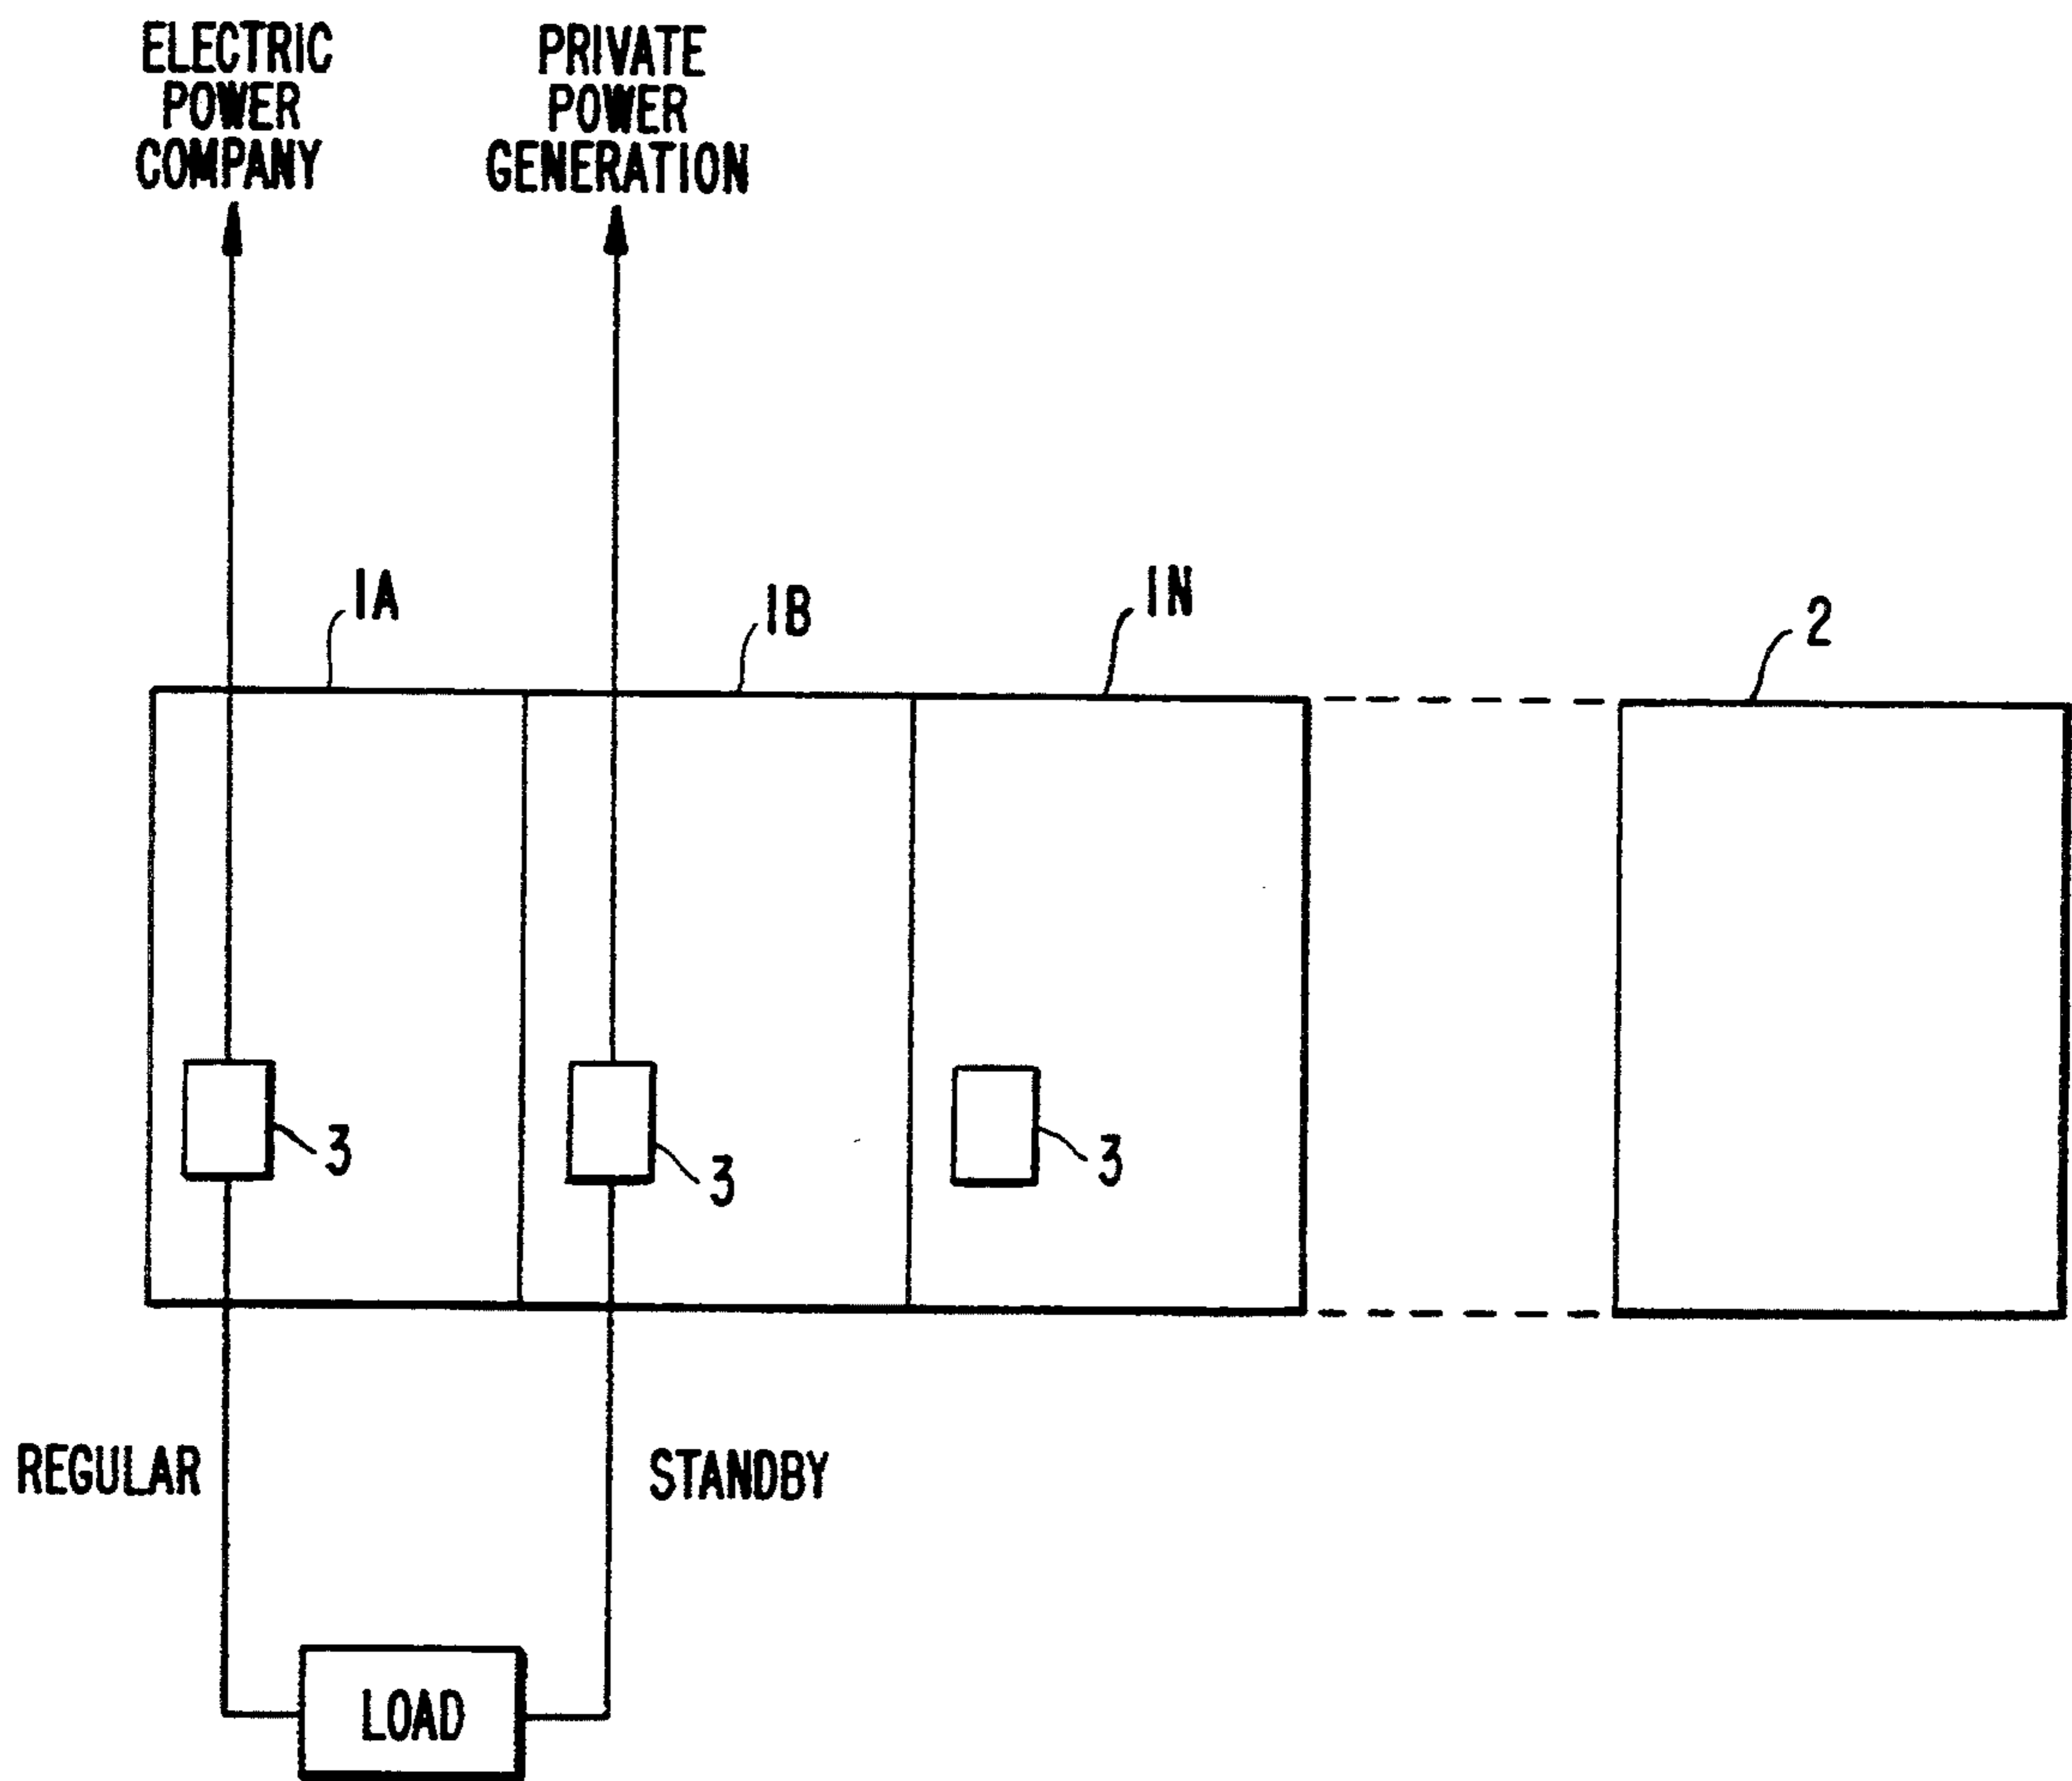 ELECTRIC
POWER
COMPANY
PRIVATE
POWER
GENERATION
1A
1B
1N
2
3
3
3
REGULAR
STANDBY
LOAD